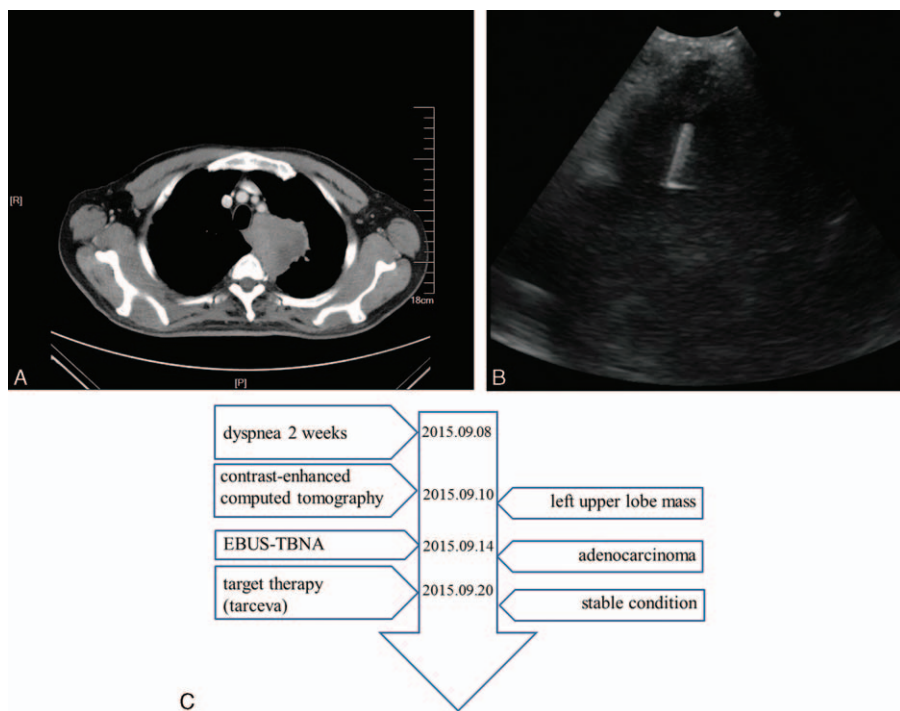 [R]
18cm
[P]
A
B
dyspnea 2 weeks
2015.09.08
contrast-enhanced
computed tomography
2015.09.10
left upper lobe mass
EBUS-TBNA
2015.09.14
adenocarcinoma
target therapy
(tarceva)
2015.09.20
stable condition
C